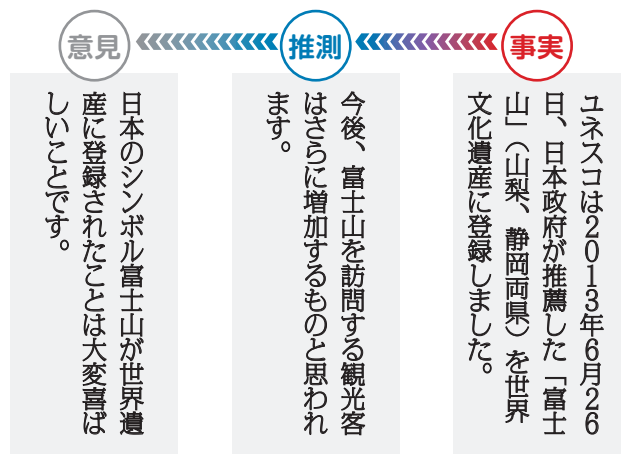 事実
ユネスコは2013年6月26
日、日本政府が推薦した「富士
山」（山梨、静岡両県）を世界
文化遺産に登録しました。
推測
今後、富士山を訪問する観光客
はさらに増加するものと思われ
ます。
意見
日本のシンボル富士山が世界遺
産に登録されたことは大変喜ば
しいことです。